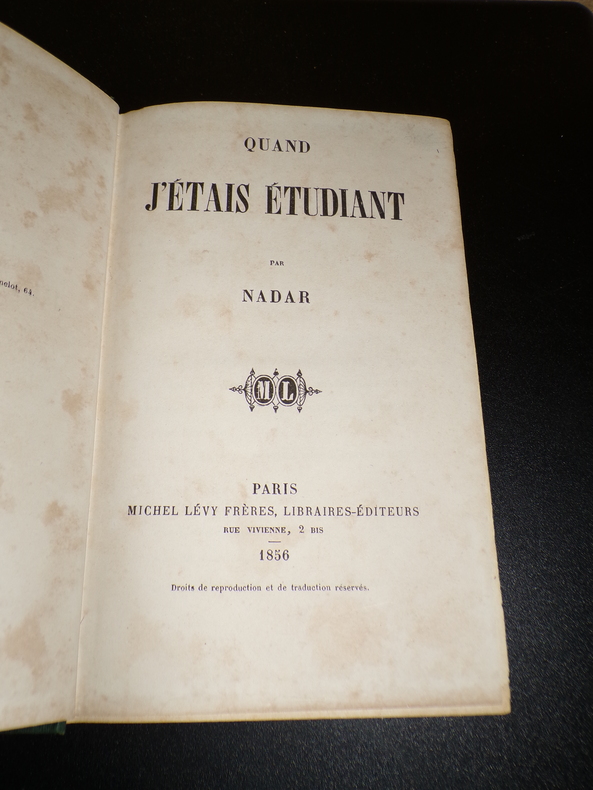 QUAND
J'ÉTAIS ÉTUDIANT
PAR
NADAR
ML
PARIS
MICHEL LÉVY FRÈRES, LIBRAIRES-ÉDITEURS
RUE VIVIENNE, 2 BIS
1856
Droits de reproduction et de traduction réservés.
64.